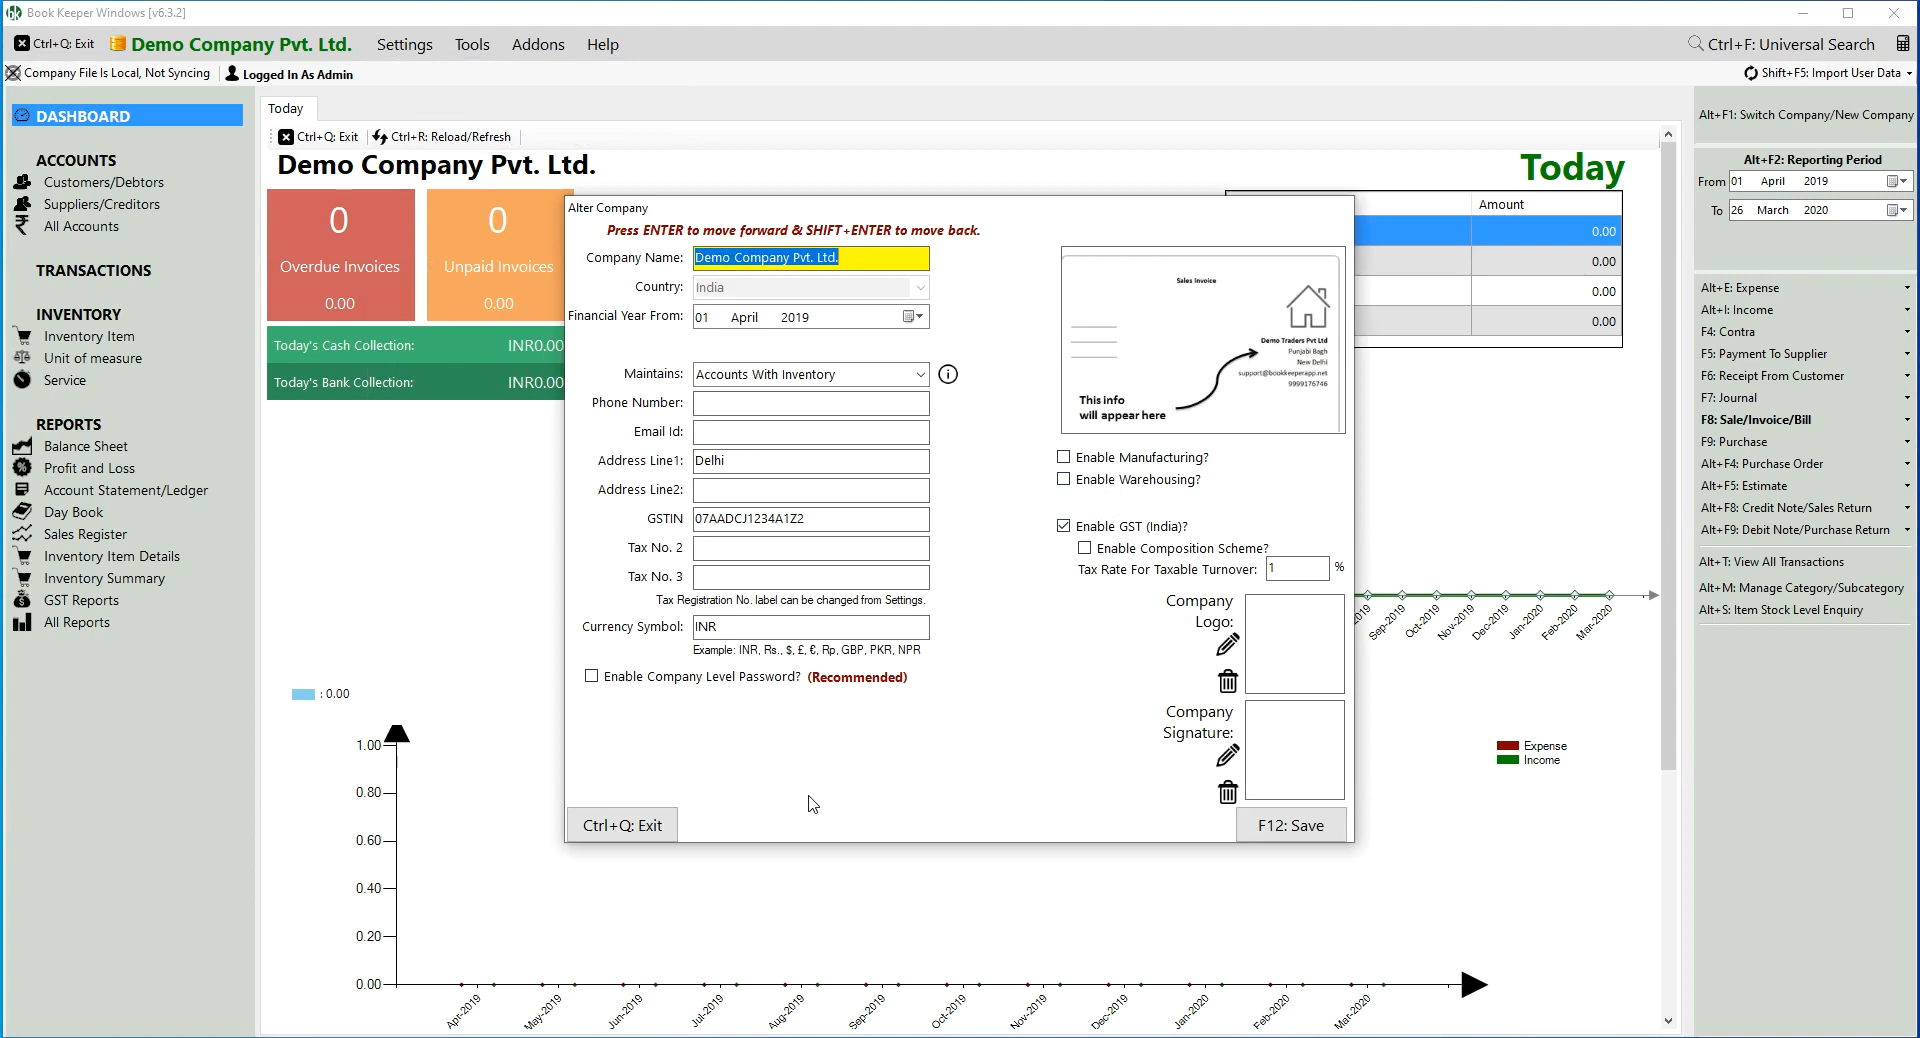 Book Keeper Windows [v6.3.2]
Ctrl+Q: Exit
Demo Company Pvt. Ltd.
Settings
Tools
Addons
Help
Ctrl+F: Universal Search
Company File Is Local, Not Syncing
Logged In As Admin
Shift+F5: Import User Data
DASHBOARD
ACCOUNTS
Customers/Debtors
Suppliers/Creditors
All Accounts
TRANSACTIONS
INVENTORY
Inventory Item
Unit of measure
Service
REPORTS
Balance Sheet
Profit and Loss
Account Statement/Ledger
Day Book
Sales Register
Inventory Item Details
Inventory Summary
GST Reports
All Reports
Today
Ctrl+Q: Exit
Ctrl+R: Reload/Refresh
Demo Company Pvt. Ltd.
Today
0
Overdue Invoices
0.00
0
Unpaid Invoices
0.00
Today's Cash Collection: INR0.00
Today's Bank Collection: INR0.00
Amount
0.00
0.00
0.00
0.00
Alter Company
Press ENTER to move forward & SHIFT+ENTER to move back.
Company Name: Demo Company Pvt. Ltd.
Country: India
Financial Year From: 01 April 2019
Maintains: Accounts With Inventory
Phone Number:
Email Id:
Address Line1: Delhi
Address Line2:
GSTIN 07AADCJ1234A1Z2
Tax No. 2
Tax No. 3
Tax Registration No. label can be changed from Settings.
Currency Symbol: INR
Example: INR, Rs., $, £, €, Rp, GBP, PKR, NPR
Enable Company Level Password? (Recommended)
Sales Invoice
Demo Traders Pvt Ltd
Punjabi Bagh
New Delhi
support@bookkeeperapp.net
9999176746
This info
will appear here
Enable Manufacturing?
Enable Warehousing?
Enable GST (India)?
Enable Composition Scheme?
Tax Rate For Taxable Turnover: 1 %
Company
Logo:
Company
Signature:
Ctrl+Q: Exit
F12: Save
2019
Sep-2019
Oct-2019
Nov-2019
Dec-2019
Jan-2020
Feb-2020
Mar-2020
: 0.00
1.00
0.80
0.60
0.40
0.20
0.00
Apr-2019
May-2019
Jun-2019
Jul-2019
Aug-2019
Sep-2019
Oct-2019
Nov-2019
Dec-2019
Jan-2020
Feb-2020
Mar-2020
Expense
Income
Alt+F1: Switch Company/New Company
Alt+F2: Reporting Period
From 01 April 2019
To 26 March 2020
Alt+E: Expense
Alt+I: Income
F4: Contra
F5: Payment To Supplier
F6: Receipt From Customer
F7: Journal
F8: Sale/Invoice/Bill
F9: Purchase
Alt+F4: Purchase Order
Alt+F5: Estimate
Alt+F8: Credit Note/Sales Return
Alt+F9: Debit Note/Purchase Return
Alt+T: View All Transactions
Alt+M: Manage Category/Subcategory
Alt+S: Item Stock Level Enquiry